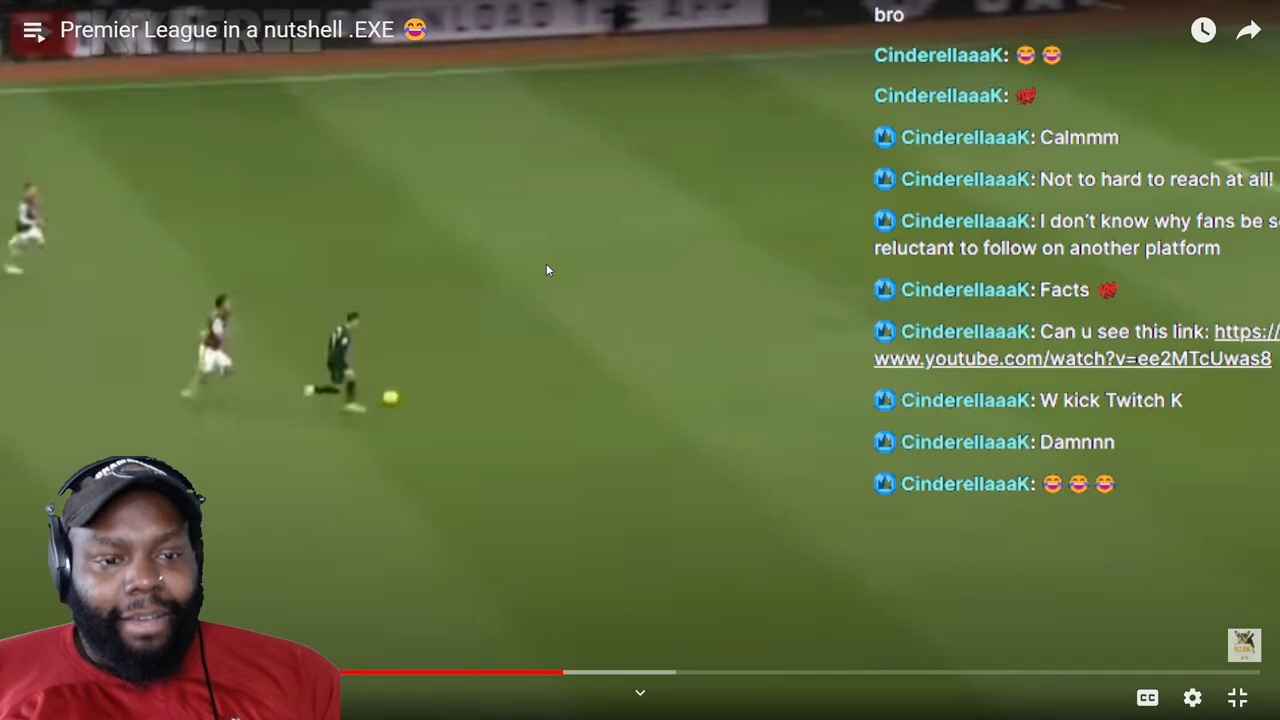 Premier League in a nutshell .EXE 😂
bro
CinderellaaaK: 😂 😂
CinderellaaaK: 💯
CinderellaaaK: Calmmm
CinderellaaaK: Not to hard to reach at all!
CinderellaaaK: I don't know why fans be s
reluctant to follow on another platform
CinderellaaaK: Facts 💯
CinderellaaaK: Can u see this link: https://
www.youtube.com/watch?v=ee2MTcUwas8
CinderellaaaK: W kick Twitch K
CinderellaaaK: Damnnn
CinderellaaaK: 😂 😂 😂
CC